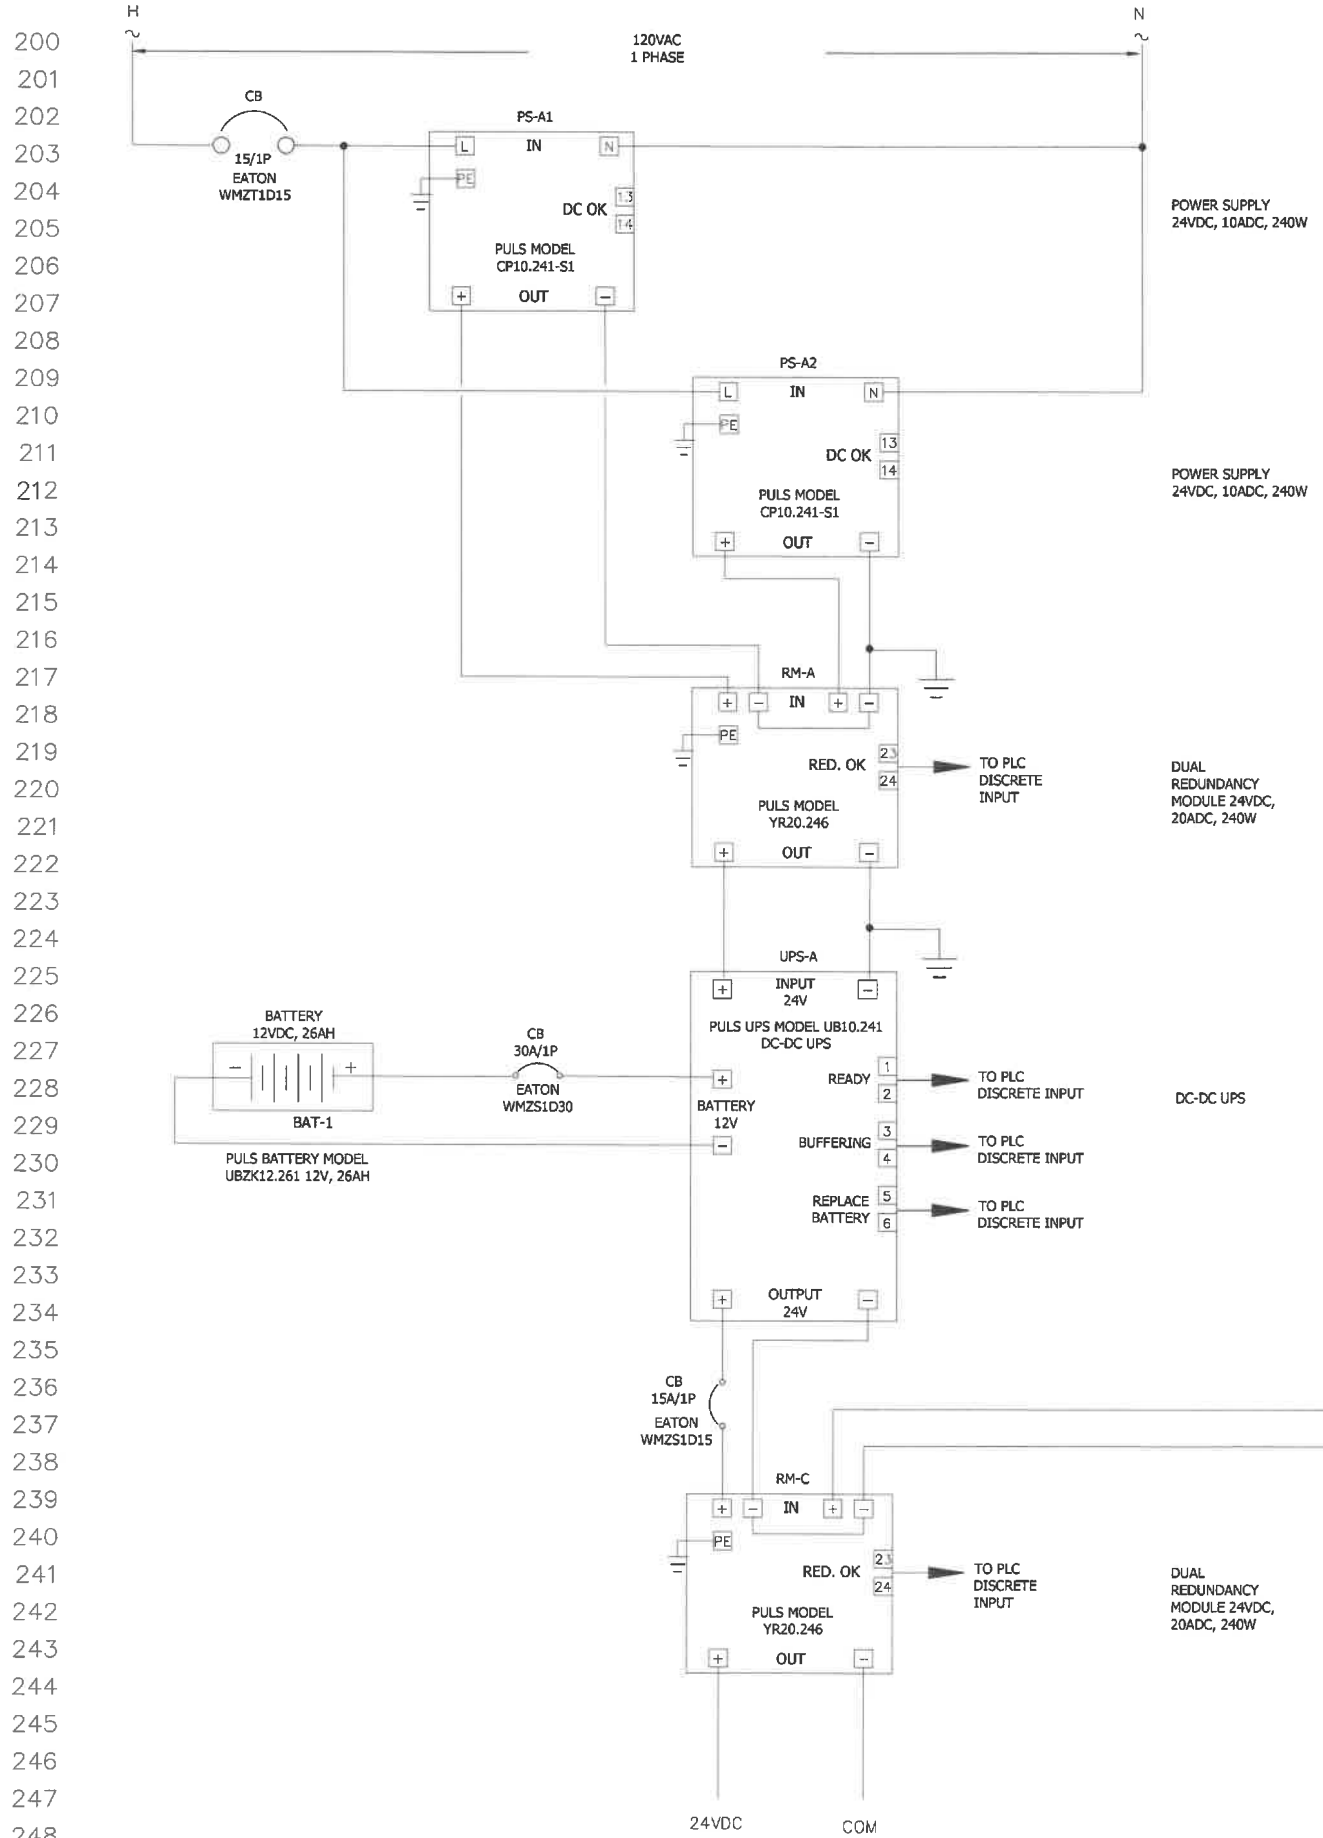 H
N
200
120VAC
1 PHASE
201
CB
202
PS-A1
203
L
IN
N
15/1P
EATON
WMZT1D15
204
PE
13
DC OK
14
POWER SUPPLY
24VDC, 10ADC, 240W
205
PULS MODEL
CP10.241-S1
206
207
+
OUT
-
208
209
PS-A2
L
IN
N
210
PE
211
13
DC OK
14
POWER SUPPLY
24VDC, 10ADC, 240W
212
PULS MODEL
CP10.241-S1
213
+
OUT
-
214
215
216
217
RM-A
218
+
-
IN
+
-
PE
219
23
RED. OK
24
TO PLC
DISCRETE
INPUT
DUAL
REDUNDANCY
MODULE 24VDC,
20ADC, 240W
220
PULS MODEL
YR20.246
221
222
+
OUT
-
223
224
UPS-A
225
+
INPUT
24V
-
226
BATTERY
12VDC, 26AH
PULS UPS MODEL UB10.241
DC-DC UPS
227
CB
30A/1P
228
-
+
EATON
WMZS1D30
+
READY
1
2
TO PLC
DISCRETE INPUT
DC-DC UPS
BAT-1
BATTERY
12V
229
-
BUFFERING
3
4
TO PLC
DISCRETE INPUT
230
PULS BATTERY MODEL
UBZK12.261 12V, 26AH
231
REPLACE
BATTERY
5
6
TO PLC
DISCRETE INPUT
232
233
234
+
OUTPUT
24V
-
235
236
CB
15A/1P
237
EATON
WMZS1D15
238
RM-C
239
+
-
IN
+
-
240
PE
241
23
RED. OK
24
TO PLC
DISCRETE
INPUT
DUAL
REDUNDANCY
MODULE 24VDC,
20ADC, 240W
242
PULS MODEL
YR20.246
243
+
OUT
-
244
245
246
247
24VDC
COM
248